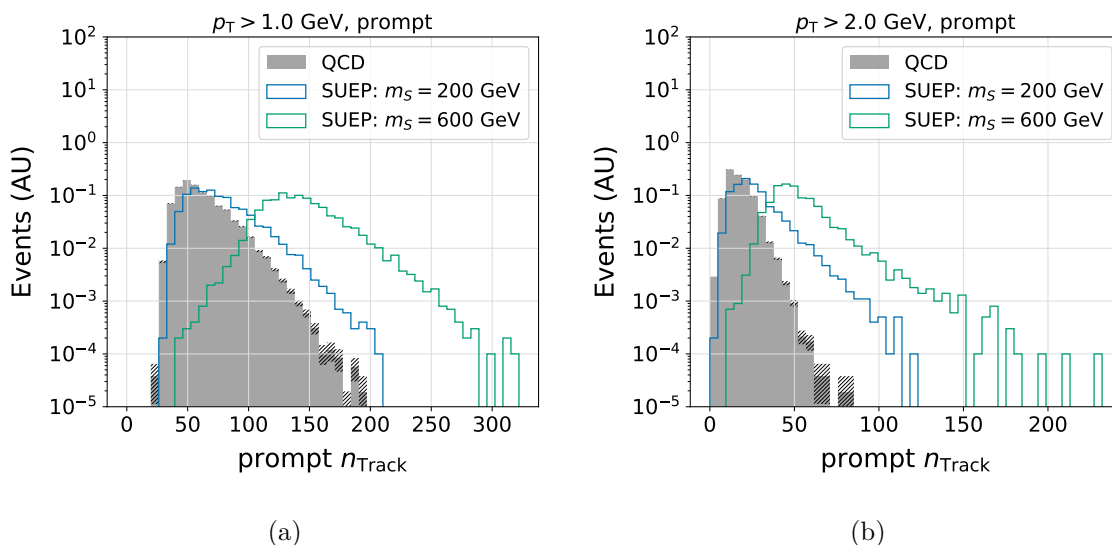 p_T > 1.0 GeV, prompt
10^2
10^1
10^0
10^−1
10^−2
10^−3
10^−4
10^−5
Events (AU)
QCD
SUEP: m_S = 200 GeV
SUEP: m_S = 600 GeV
0 50 100 150 200 250 300
prompt n_Track
(a)
p_T > 2.0 GeV, prompt
10^2
10^1
10^0
10^−1
10^−2
10^−3
10^−4
10^−5
Events (AU)
QCD
SUEP: m_S = 200 GeV
SUEP: m_S = 600 GeV
0 50 100 150 200
prompt n_Track
(b)